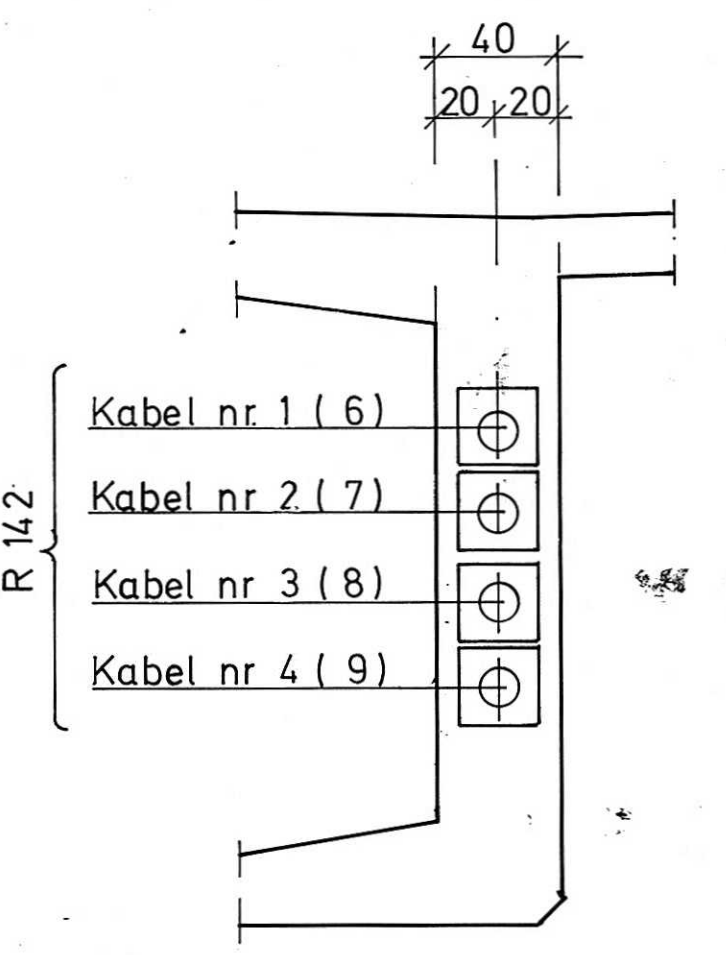 40
20 20
Kabel nr. 1 ( 6 )
Kabel nr 2 ( 7 )
R 142
Kabel nr 3 ( 8 )
Kabel nr 4 ( 9 )